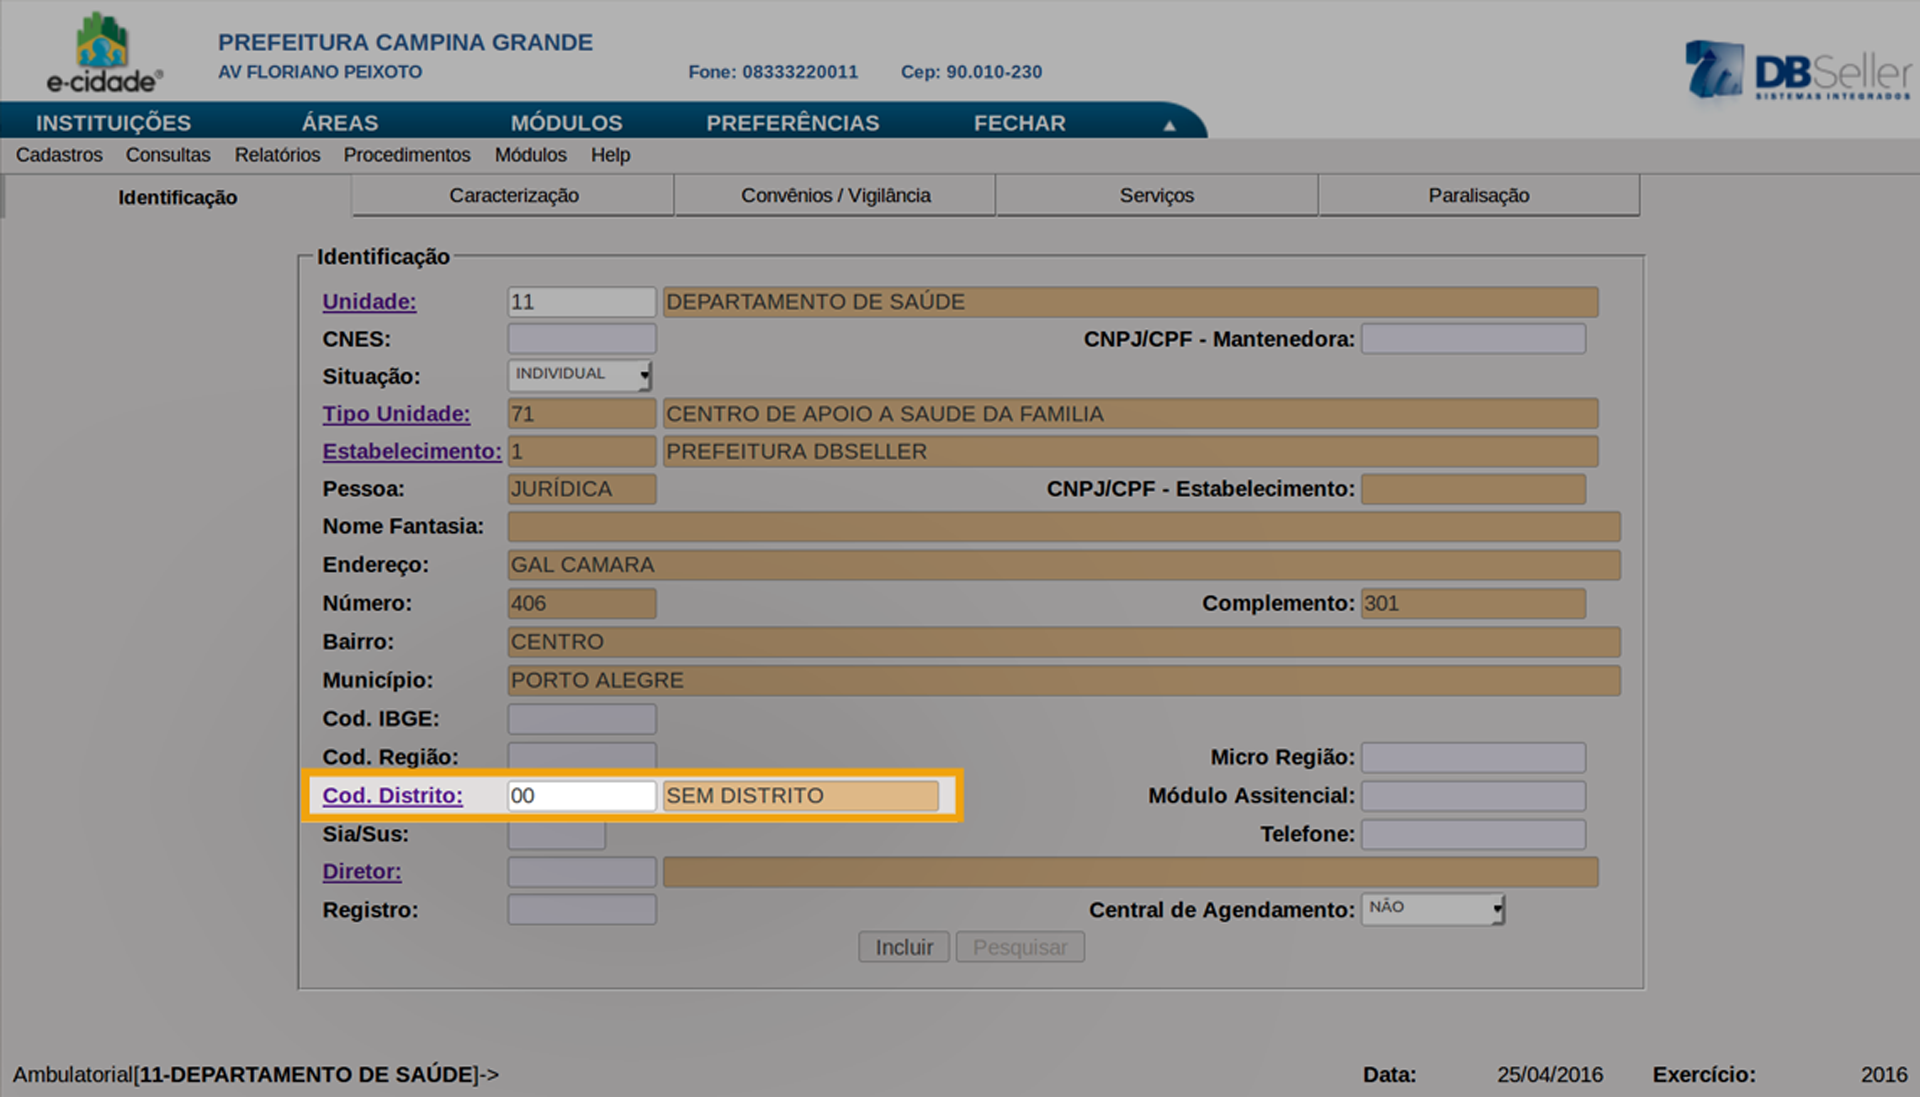 e-cidade®
PREFEITURA CAMPINA GRANDE
AV FLORIANO PEIXOTO Fone: 08333220011 Cep: 90.010-230
DBSeller
SISTEMAS INTEGRADOS
INSTITUIÇÕES ÁREAS MÓDULOS PREFERÊNCIAS FECHAR ▲
Cadastros Consultas Relatórios Procedimentos Módulos Help
Identificação Caracterização Convênios / Vigilância Serviços Paralisação
Identificação
Unidade: 11 DEPARTAMENTO DE SAÚDE
CNES: CNPJ/CPF - Mantenedora:
Situação: INDIVIDUAL
Tipo Unidade: 71 CENTRO DE APOIO A SAUDE DA FAMILIA
Estabelecimento: 1 PREFEITURA DBSELLER
Pessoa: JURÍDICA CNPJ/CPF - Estabelecimento:
Nome Fantasia:
Endereço: GAL CAMARA
Número: 406 Complemento: 301
Bairro: CENTRO
Município: PORTO ALEGRE
Cod. IBGE:
Cod. Região: Micro Região:
Cod. Distrito: 00 SEM DISTRITO Módulo Assitencial:
Sia/Sus: Telefone:
Diretor:
Registro: Central de Agendamento: NÃO
Incluir Pesquisar
Ambulatorial[11-DEPARTAMENTO DE SAÚDE]-> Data: 25/04/2016 Exercício: 2016